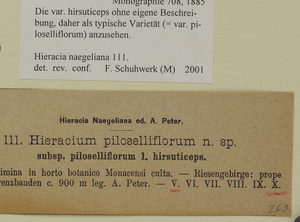 Monographie 708, 1885
Die var. hirsuticeps ohne eigene Beschrei-
bung, daher als typische Varietät (= var. pi-
loselliflorum) anzusehen.
Hieracia naegeliana 111.
det. rev. conf. F. Schuhwerk (M) 2001
Hieracia Naegeliana ed. A. Peter.
111. Hieracium piloselliflorum n. sp.
subsp. piloselliflorum 1. hirsuticeps.
imina in horto botanico Monacensi culta. — Riesengebirge: prope
renzbauden c. 900 m leg. A. Peter. — V. VI. VII. VIII. IX. X.
263